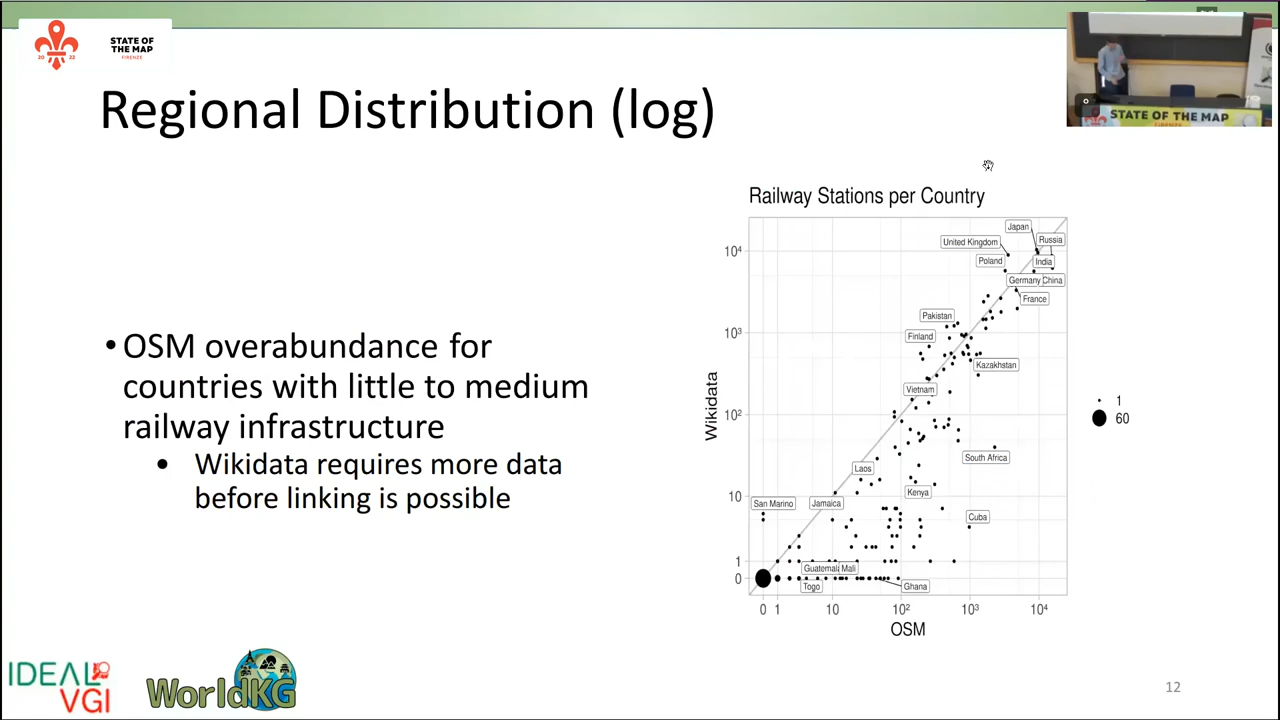 20 22
STATE OF
THE MAP
FIRENZE
STATE OF THE MAP
FIRENZE
Regional Distribution (log)
• OSM overabundance for
countries with little to medium
railway infrastructure
• Wikidata requires more data
before linking is possible
Railway Stations per Country
Japan
United Kingdom
Russia
Poland
India
Germany
China
France
Pakistan
Finland
Kazakhstan
Vietnam
South Africa
Laos
Kenya
San Marino
Jamaica
Cuba
Guatemala
Mali
Togo
Ghana
Wikidata
10⁴
10³
10²
10
1
0
0 1 10 10² 10³ 10⁴
OSM
1
60
IDEAL
VGI
WorldKG
12